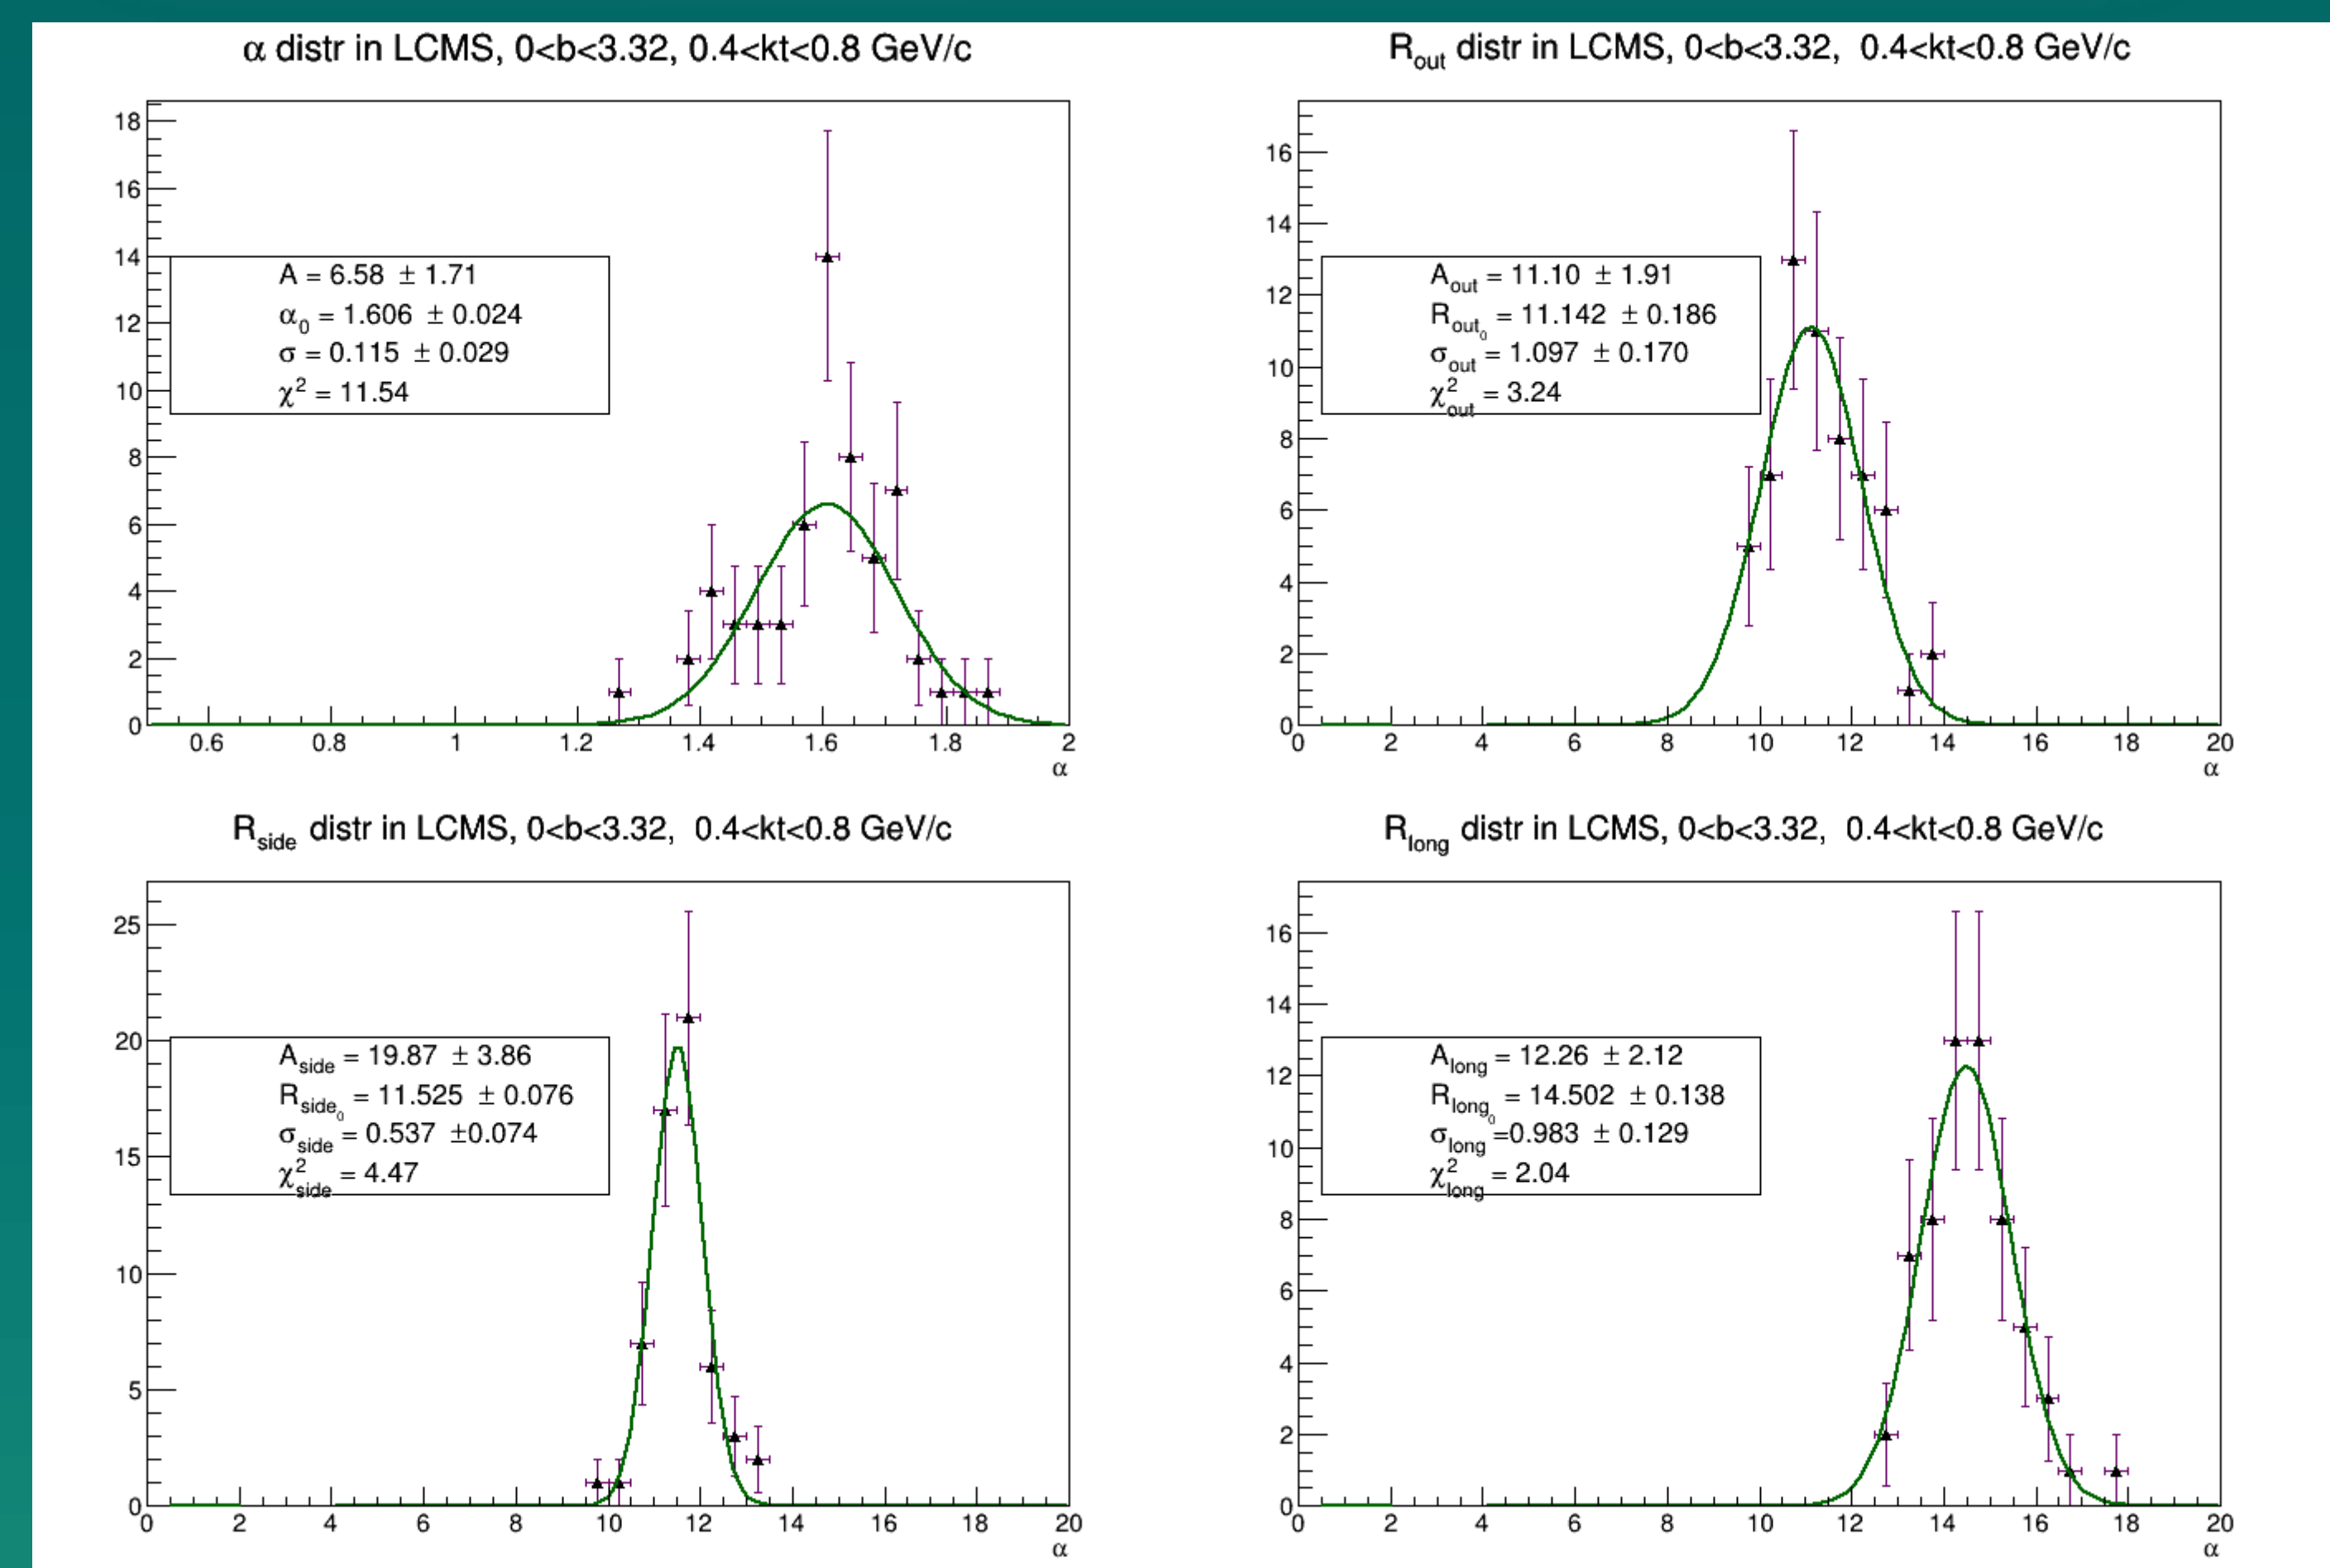 α distr in LCMS, 0<b<3.32, 0.4<kt<0.8 GeV/c
18
16
14
12
10
8
6
4
2
0
A = 6.58 ± 1.71
α0 = 1.606 ± 0.024
σ = 0.115 ± 0.029
χ2 = 11.54
0.6 0.8 1 1.2 1.4 1.6 1.8 2
α
Rout distr in LCMS, 0<b<3.32, 0.4<kt<0.8 GeV/c
16
14
12
10
8
6
4
2
0
Aout = 11.10 ± 1.91
Rout0 = 11.142 ± 0.186
σout = 1.097 ± 0.170
χ2out = 3.24
0 2 4 6 8 10 12 14 16 18 20
α
Rside distr in LCMS, 0<b<3.32, 0.4<kt<0.8 GeV/c
25
20
15
10
5
0
Aside = 19.87 ± 3.86
Rside0 = 11.525 ± 0.076
σside = 0.537 ±0.074
χ2side = 4.47
0 2 4 6 8 10 12 14 16 18 20
α
Rlong distr in LCMS, 0<b<3.32, 0.4<kt<0.8 GeV/c
16
14
12
10
8
6
4
2
0
Along = 12.26 ± 2.12
Rlong0 = 14.502 ± 0.138
σlong =0.983 ± 0.129
χ2long = 2.04
0 2 4 6 8 10 12 14 16 18 20
α